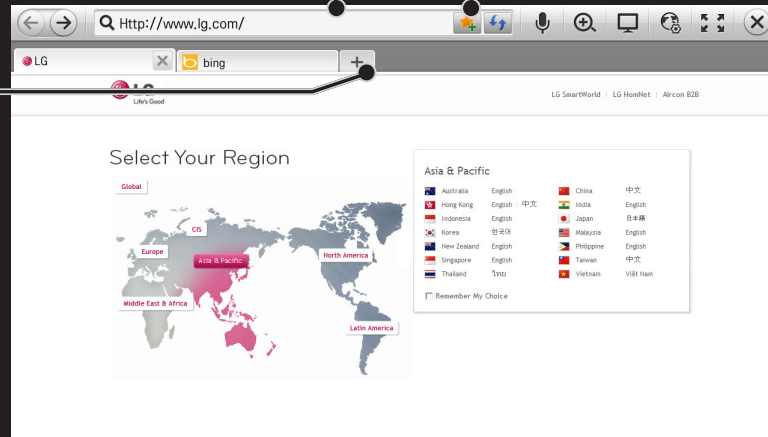 Http://www.lg.com/
LG
bing
LG
Life's Good
LG SmartWorld | LG HomNet | Aircon B2B
Select Your Region
Global
CIS
Europe
Asia & Pacific
North America
Middle East & Africa
Latin America
Asia & Pacific
Australia English China 中文
Hong Kong English 中文 India English
Indonesia English Japan 日本語
Korea 한국어 Malaysia English
New Zealand English Philippine English
Singapore English Taiwan 中文
Thailand ไทย Vietnam Việt Nam
Remember My Choice